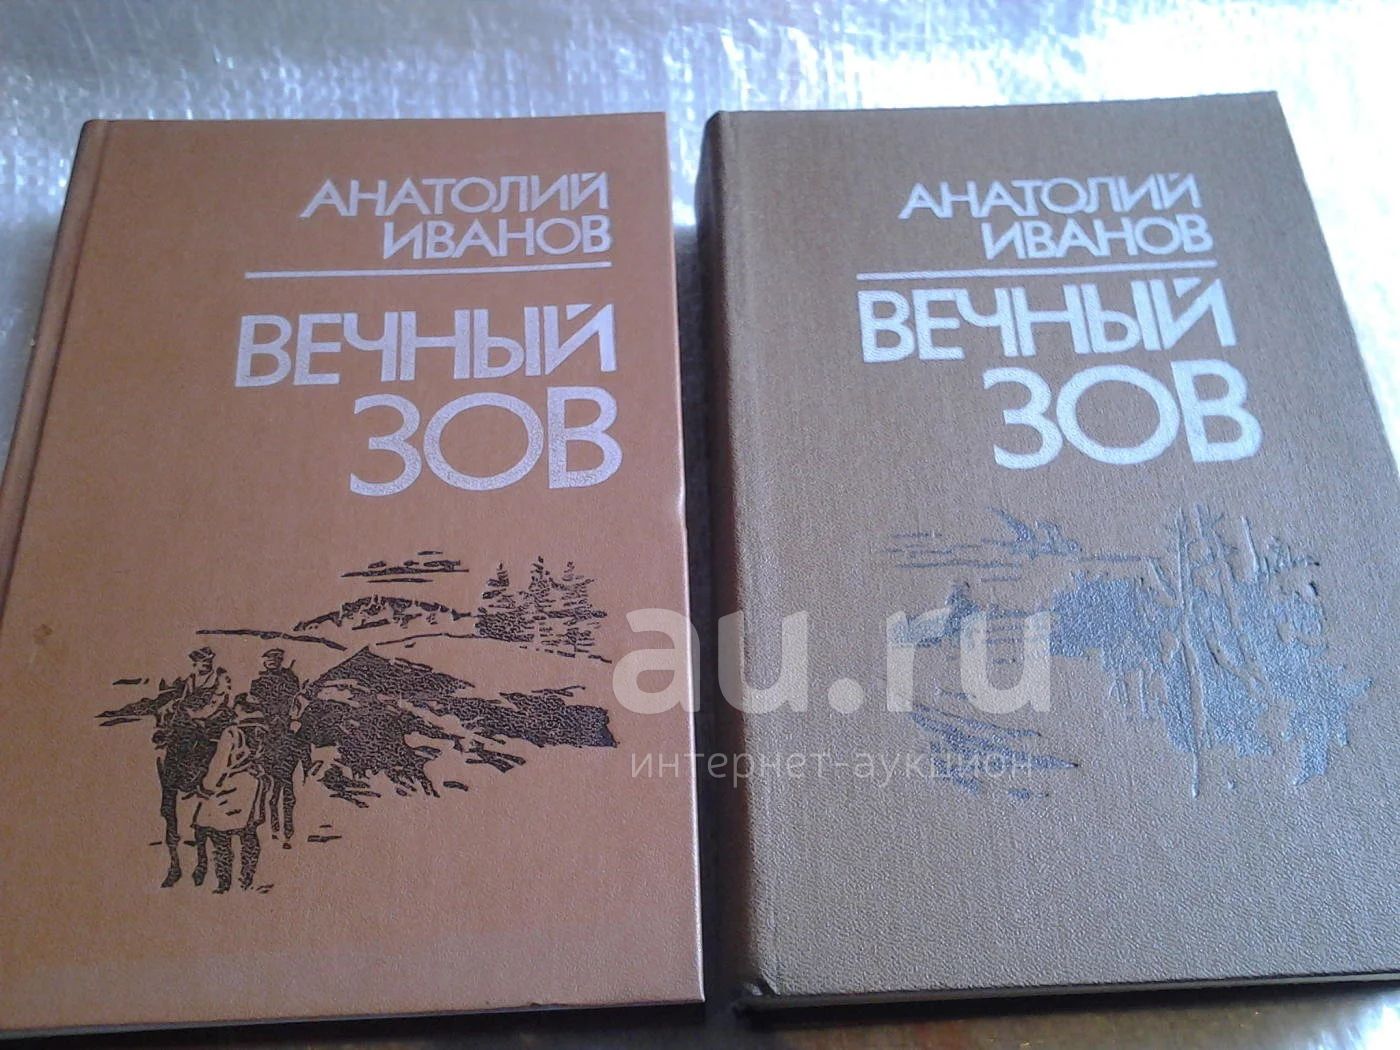 АНАТОЛИЙ
ИВАНОВ
ВЕЧНЫЙ
ЗОВ
АНАТОЛИЙ
ИВАНОВ
ВЕЧНЫЙ
ЗОВ
au.ru
интернет-аукцион